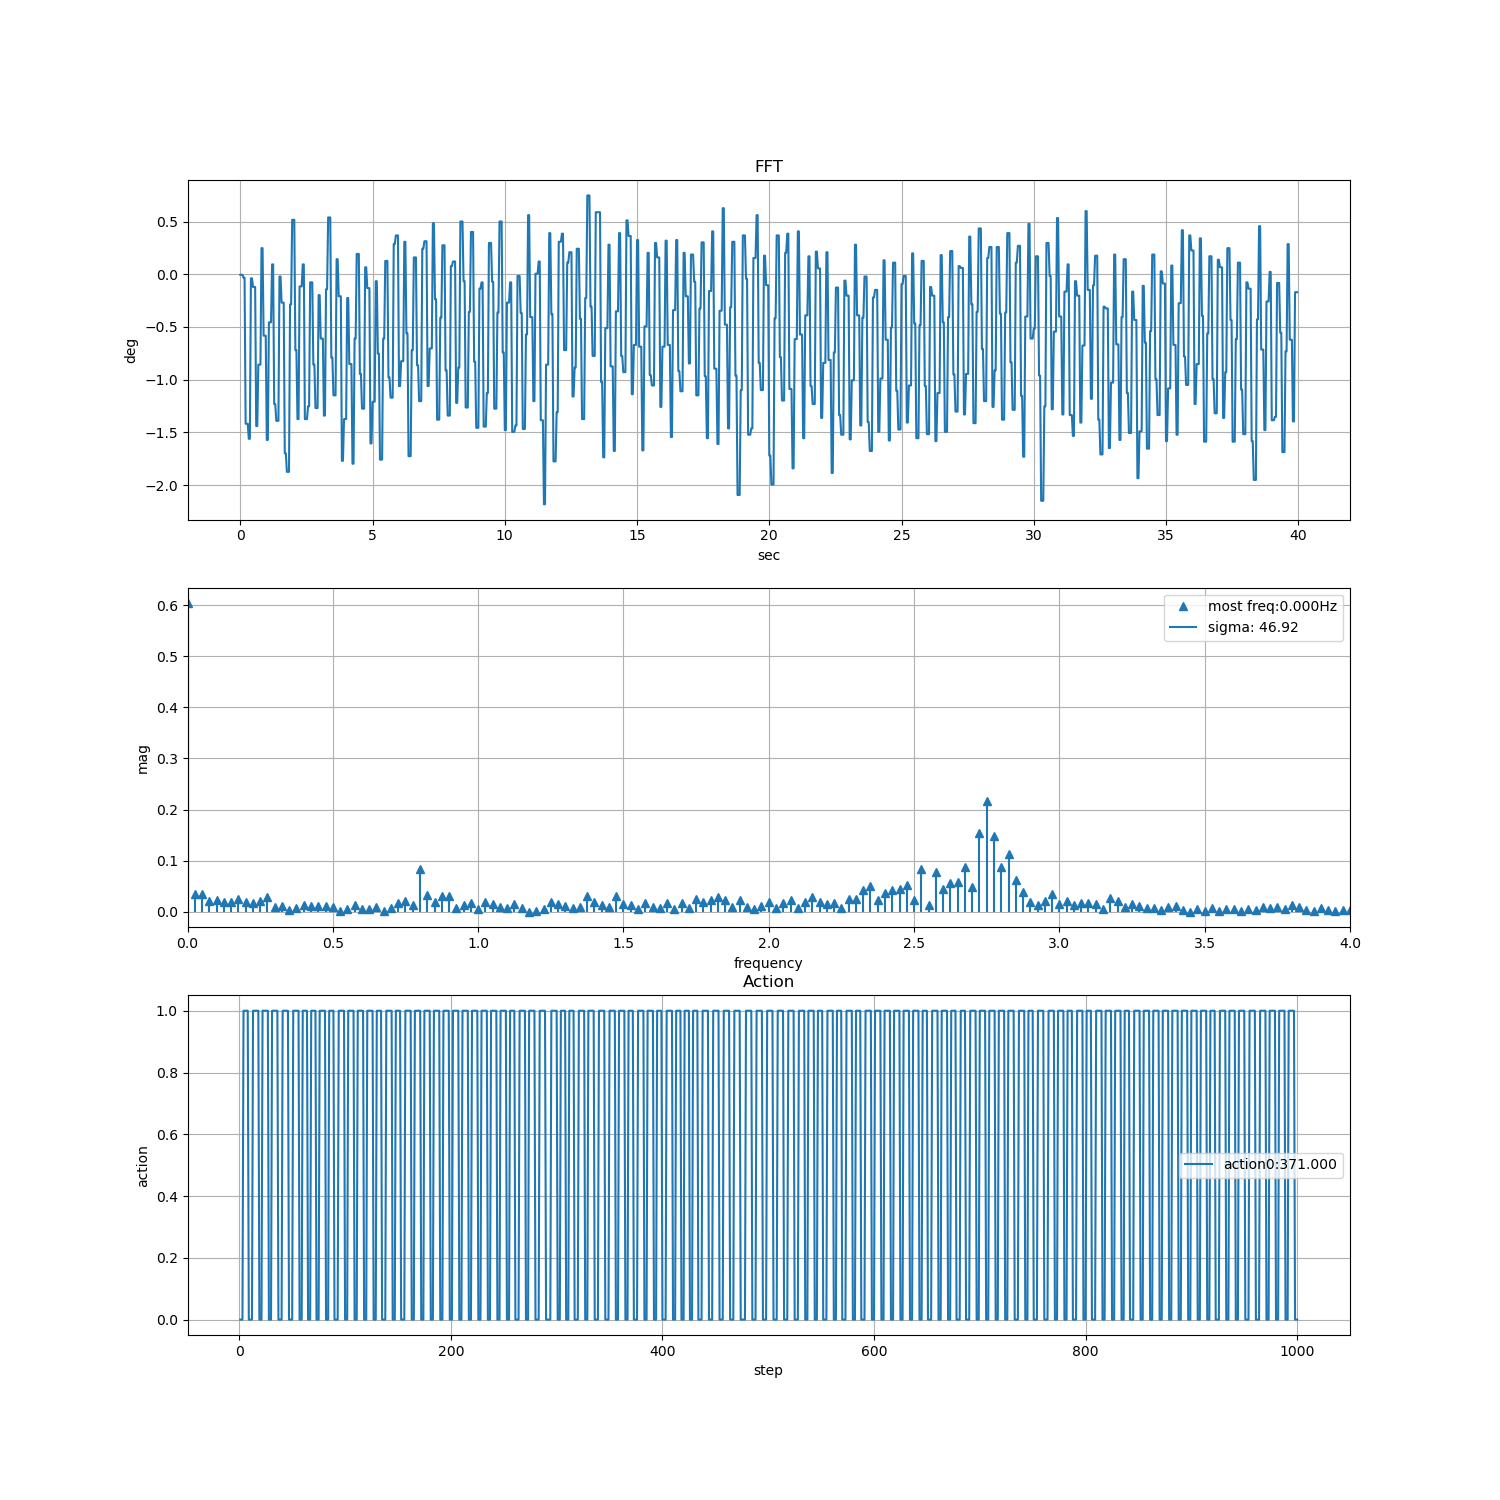 FFT
0.5
0.0
−0.5
−1.0
−1.5
−2.0
deg
0 5 10 15 20 25 30 35 40
sec
most freq:0.000Hz
sigma: 46.92
0.6
0.5
0.4
0.3
0.2
0.1
0.0
mag
0.0 0.5 1.0 1.5 2.0 2.5 3.0 3.5 4.0
frequency
Action
1.0
0.8
0.6
0.4
0.2
0.0
action
action0:371.000
0 200 400 600 800 1000
step